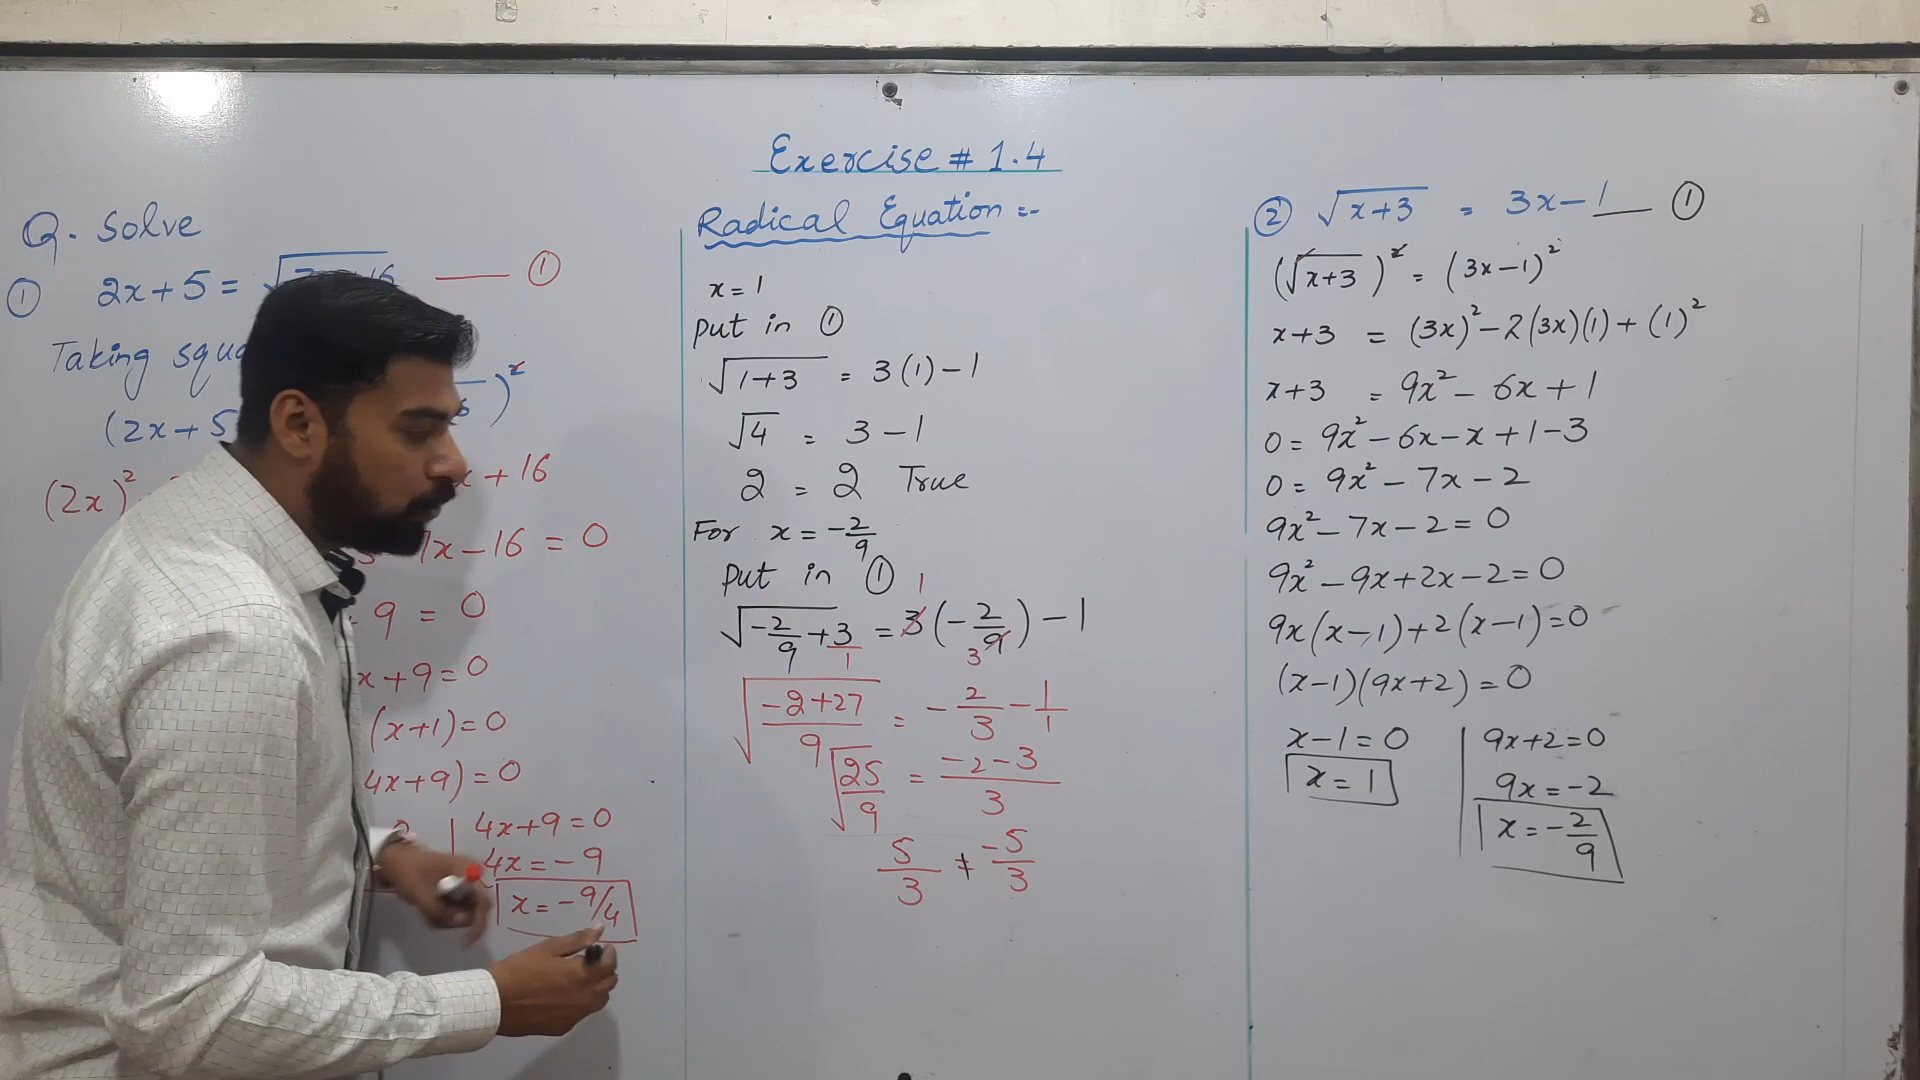 Exercise # 1.4
Q. Solve
① 2x+5 = √ 16 —— ①
Taking
(2x+5 )²
(2x)² x + 16
7x − 16 = 0
9 = 0
x + 9 = 0
(x+1) = 0
4x+9) = 0
4x+9 = 0
4x = −9
x = −9/4
Radical Equation :-
x = 1
Put in ①
√1+3 = 3(1) − 1
√4 = 3 − 1
2 = 2 True
For x = −2/9
Put in ①
√−2/9 + 3/1 = 3(−2/9) − 1 1 3
√−2+27/9 = −2/3 − 1/1
√25/9 = −2−3/3
5/3 ≠ −5/3
② √x+3 = 3x−1 —— ①
(√x+3)² = (3x−1)²
x+3 = (3x)² − 2(3x)(1) + (1)²
x+3 = 9x² − 6x + 1
0 = 9x² − 6x − x + 1 − 3
0 = 9x² − 7x − 2
9x² − 7x − 2 = 0
9x² − 9x + 2x − 2 = 0
9x(x−1) + 2(x−1) = 0
(x−1)(9x+2) = 0
x − 1 = 0 | 9x+2 = 0
x = 1 | 9x = −2
x = −2/9